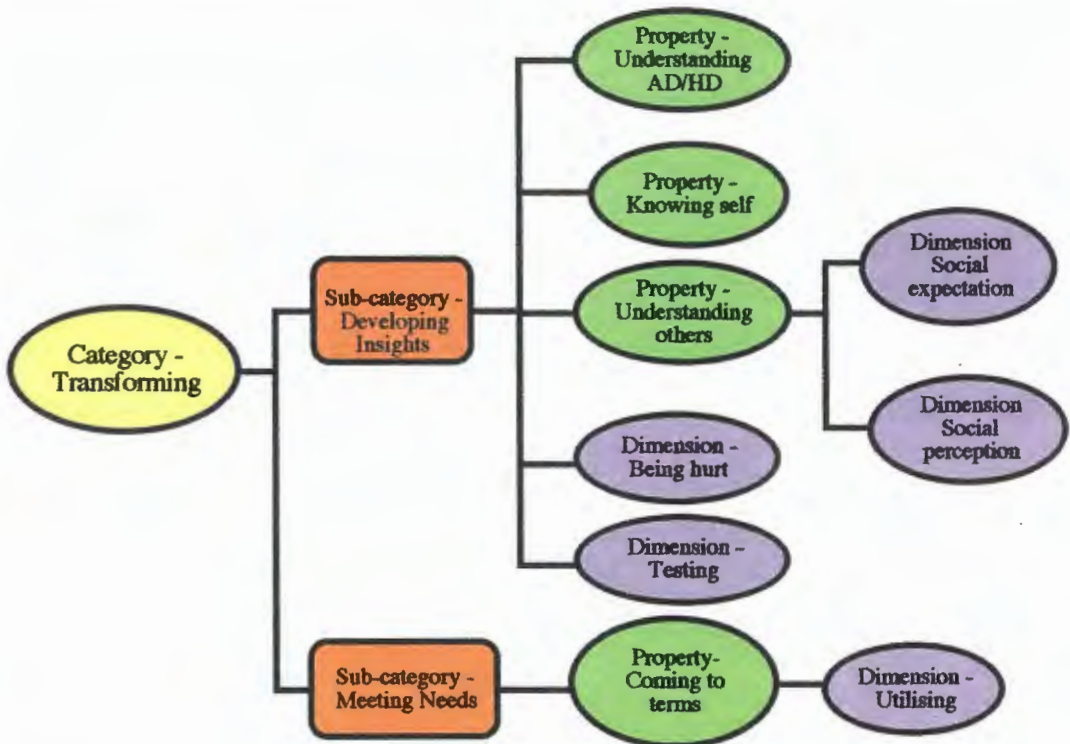 Category -
Transforming
Sub-category -
Developing
Insights
Property -
Understanding
AD/HD
Property -
Knowing self
Property -
Understanding
others
Dimension
Social
expectation
Dimension
Social
perception
Dimension -
Being hurt
Dimension -
Testing
Sub-category -
Meeting Needs
Property-
Coming to
terms
Dimension -
Utilising